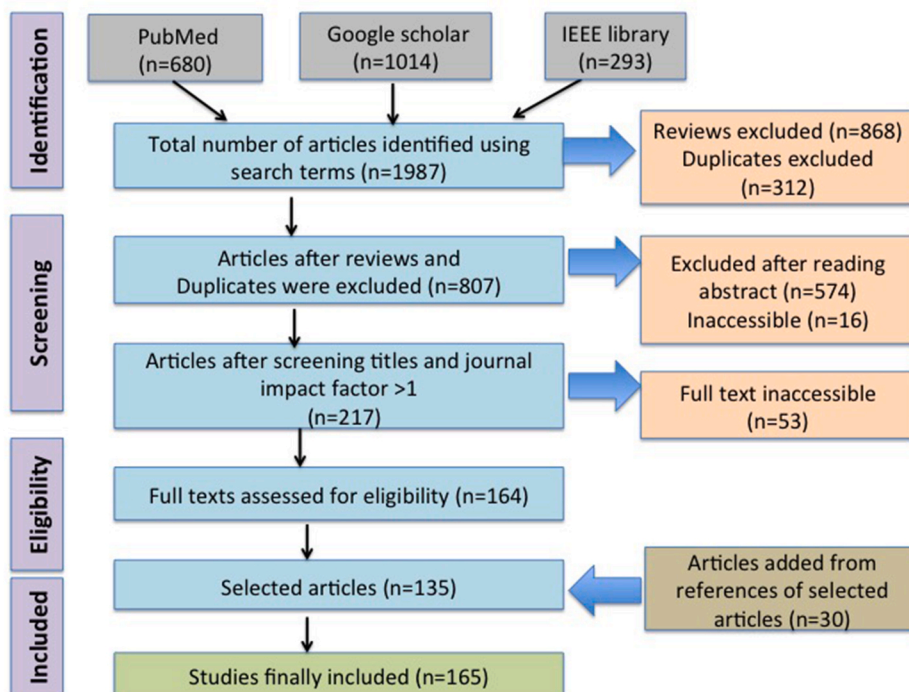 Identification
PubMed
(n=680)
Google scholar
(n=1014)
IEEE library
(n=293)
Total number of articles identified using
search terms (n=1987)
Reviews excluded (n=868)
Duplicates excluded
(n=312)
Screening
Articles after reviews and
Duplicates were excluded (n=807)
Excluded after reading
abstract (n=574)
Inaccessible (n=16)
Articles after screening titles and journal
impact factor >1
(n=217)
Full text inaccessible
(n=53)
Eligibility
Full texts assessed for eligibility (n=164)
Included
Selected articles (n=135)
Articles added from
references of selected
articles (n=30)
Studies finally included (n=165)